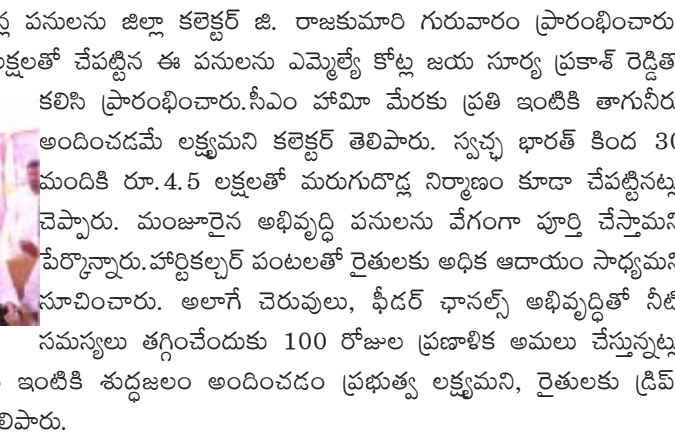 పనులను జిల్లా కలెక్టర్ జి. రాజకుమారి గురువారం ప్రారంభించారు
చేపట్టిన ఈ పనులను ఎమ్మెల్యే కోట్ల జయ సూర్య ప్రకాశ్ రెడ్డితో
కలిసి ప్రారంభించారు.సీఎం హామీ మేరకు ప్రతి ఇంటికి తాగునీరు
అందించడమే లక్ష్యమని కలెక్టర్ తెలిపారు. స్వచ్ఛ భారత్ కింద 30
మందికి రూ.4.5 లక్షలతో మరుగుదొడ్ల నిర్మాణం కూడా చేపట్టినట్లు
చెప్పారు. మంజూరైన అభివృద్ధి పనులను వేగంగా పూర్తి చేస్తామని
పేర్కొన్నారు.హార్టికల్చర్ పంటలతో రైతులకు అధిక ఆదాయం సాధ్యమని
సూచించారు. అలాగే చెరువులు, ఫీడర్ ఛానల్స్ అభివృద్ధితో నీటి
సమస్యలు తగ్గించేందుకు 100 రోజుల ప్రణాళిక అమలు చేస్తున్నట్లు
ఇంటికి శుద్ధజలం అందించడం ప్రభుత్వ లక్ష్యమని, రైతులకు డ్రిప్